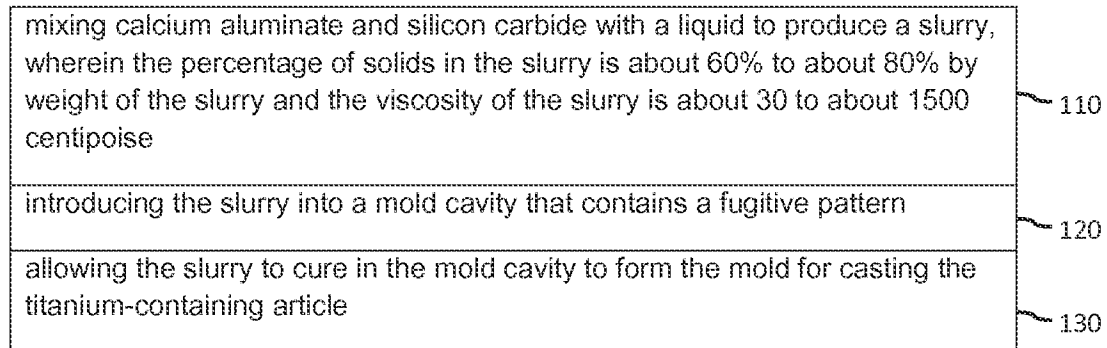 mixing calcium aluminate and silicon carbide with a liquid to produce a slurry,
wherein the percentage of solids in the slurry is about 60% to about 80% by
weight of the slurry and the viscosity of the slurry is about 30 to about 1500
centipoise
110
introducing the slurry into a mold cavity that contains a fugitive pattern
120
allowing the slurry to cure in the mold cavity to form the mold for casting the
titanium-containing article
130